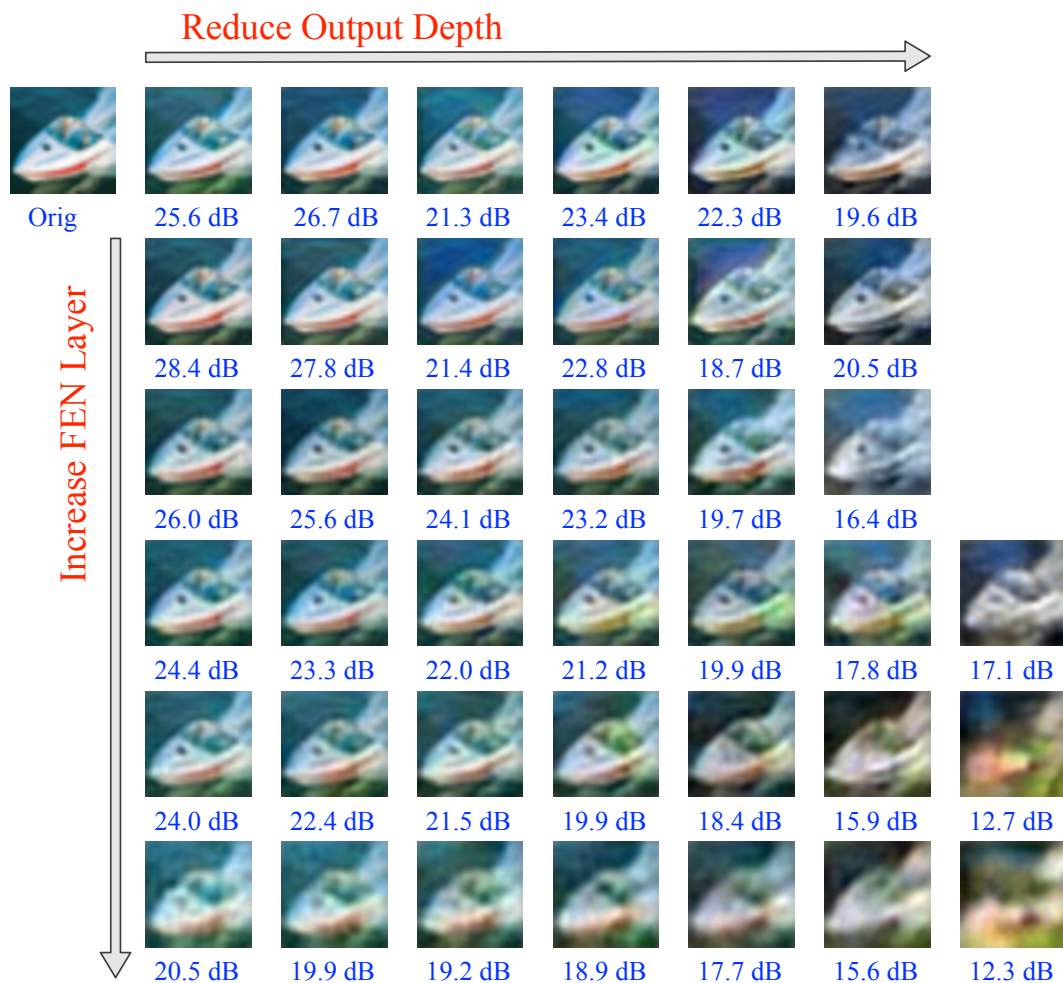 Reduce Output Depth
Orig
25.6 dB 26.7 dB 21.3 dB 23.4 dB 22.3 dB 19.6 dB
Increase FEN Layer
28.4 dB 27.8 dB 21.4 dB 22.8 dB 18.7 dB 20.5 dB
26.0 dB 25.6 dB 24.1 dB 23.2 dB 19.7 dB 16.4 dB
24.4 dB 23.3 dB 22.0 dB 21.2 dB 19.9 dB 17.8 dB 17.1 dB
24.0 dB 22.4 dB 21.5 dB 19.9 dB 18.4 dB 15.9 dB 12.7 dB
20.5 dB 19.9 dB 19.2 dB 18.9 dB 17.7 dB 15.6 dB 12.3 dB